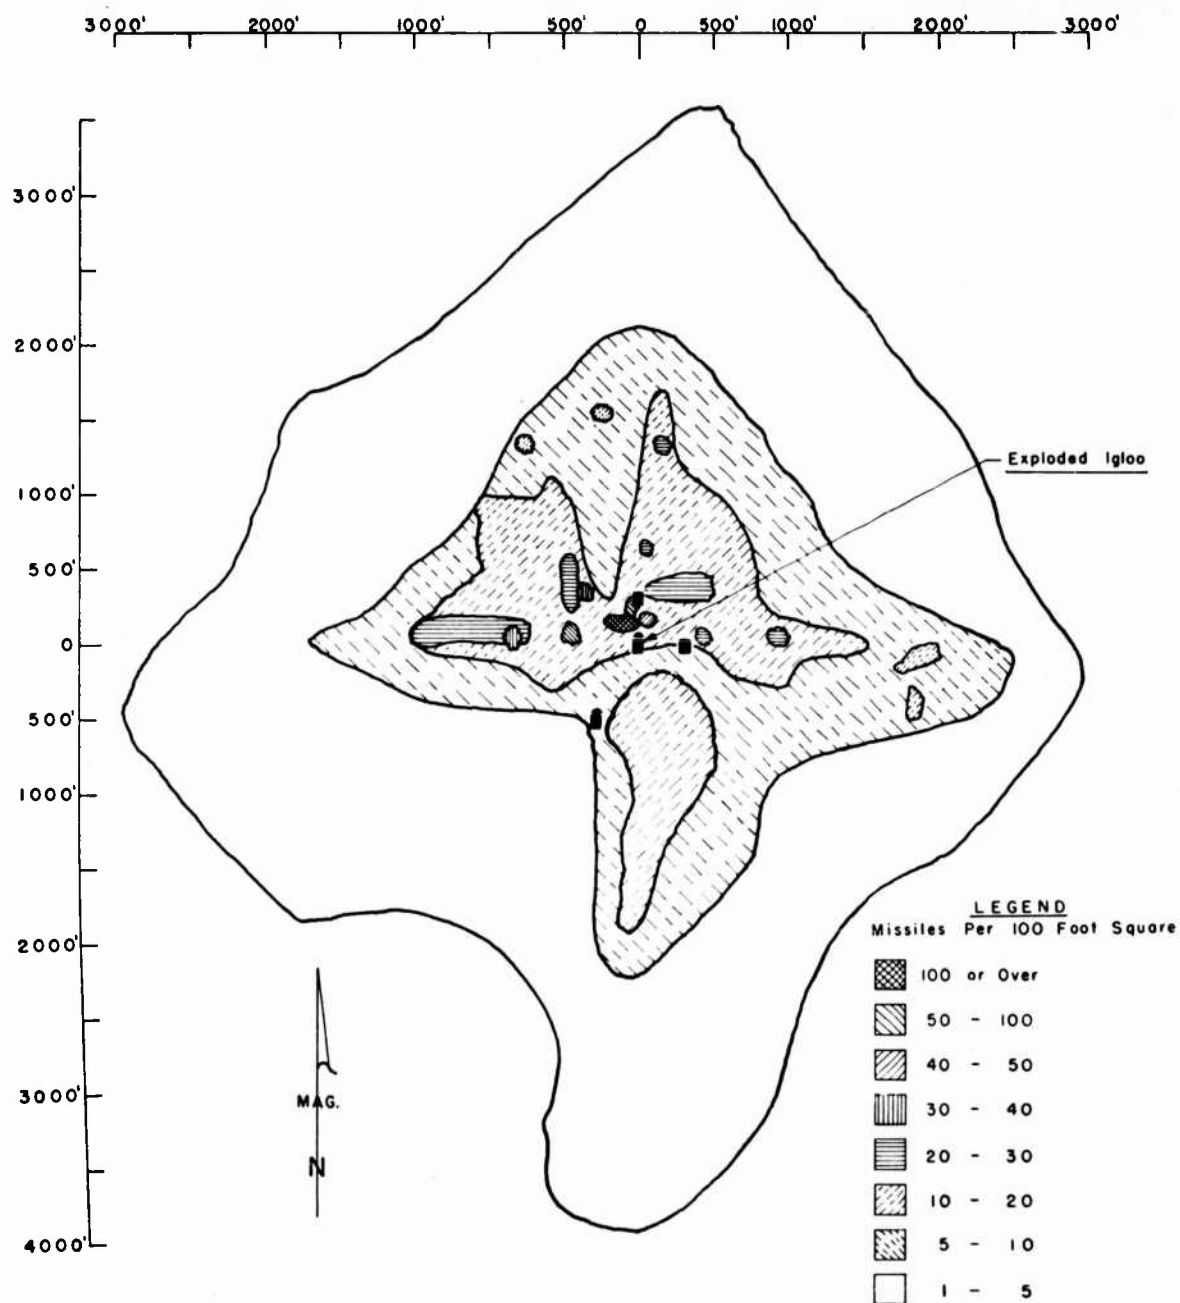 3000' 2000' 1000' 500' 0 500' 1000' 2000' 3000'
3000'
2000'
1000'
500'
0
500'
1000'
2000'
3000'
4000'
Exploded Igloo
MAG.
N
LEGEND
Missiles Per 100 Foot Square
100 or Over
50 - 100
40 - 50
30 - 40
20 - 30
10 - 20
5 - 10
1 - 5